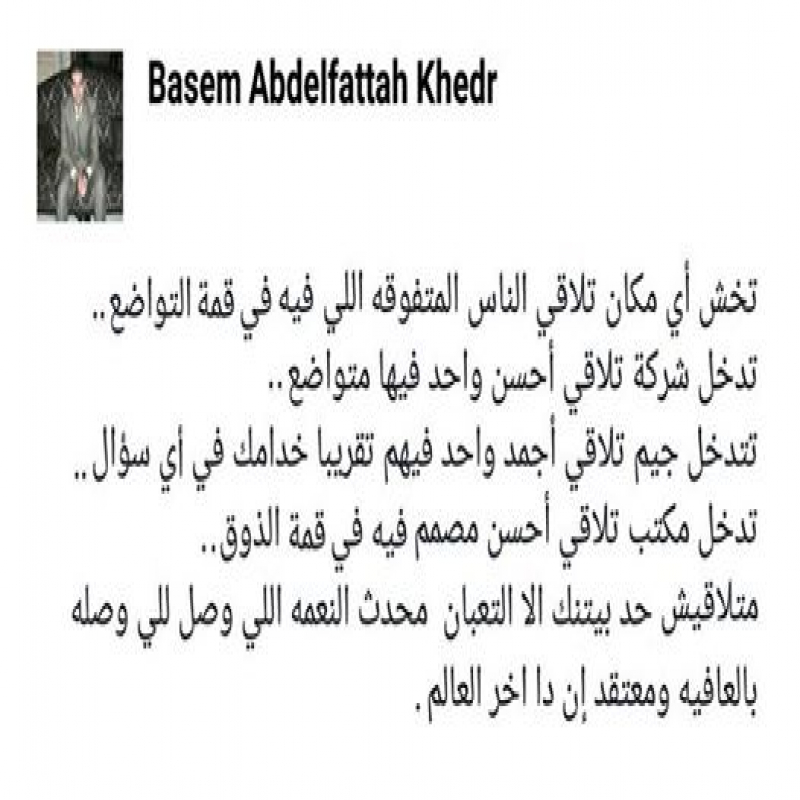 Basem Abdelfattah Khedr
تخش أي مكان تلاقي الناس المتفوقه اللي فيه في قمة التواضع..
تدخل شركة تلاقي أحسن واحد فيها متواضع..
تتدخل جيم تلاقي أجمد واحد فيهم تقريبا خدامك في أي سؤال..
تدخل مكتب تلاقي أحسن مصمم فيه في قمة الذوق..
متلاقيش حد بيتنك الا التعبان محدث النعمه اللي وصل للي وصله
بالعافيه ومعتقد إن دا اخر العالم.